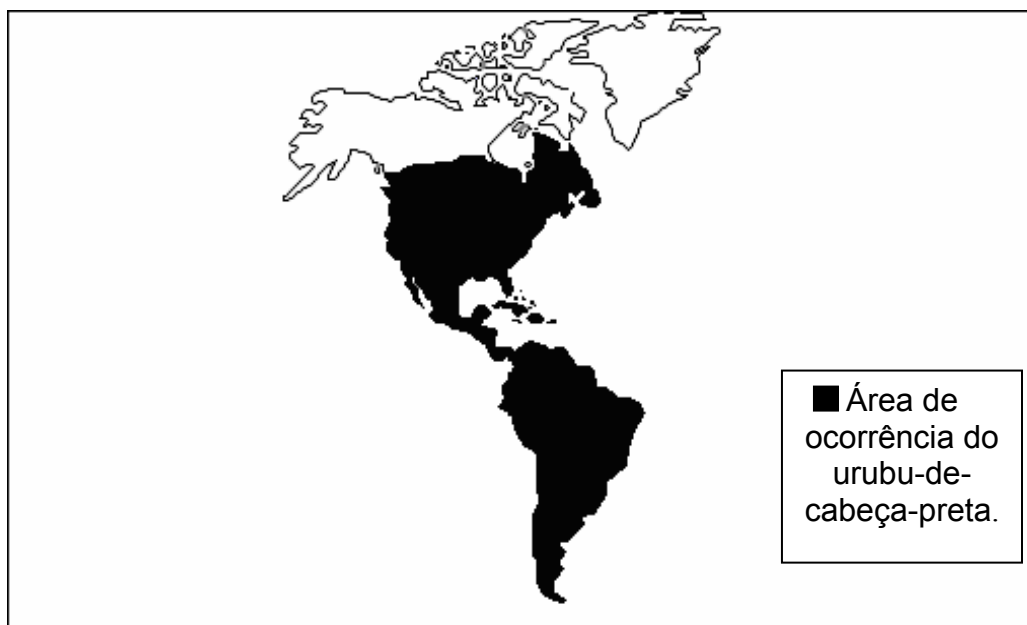 Área de
ocorrência do
urubu-de-
cabeça-preta.